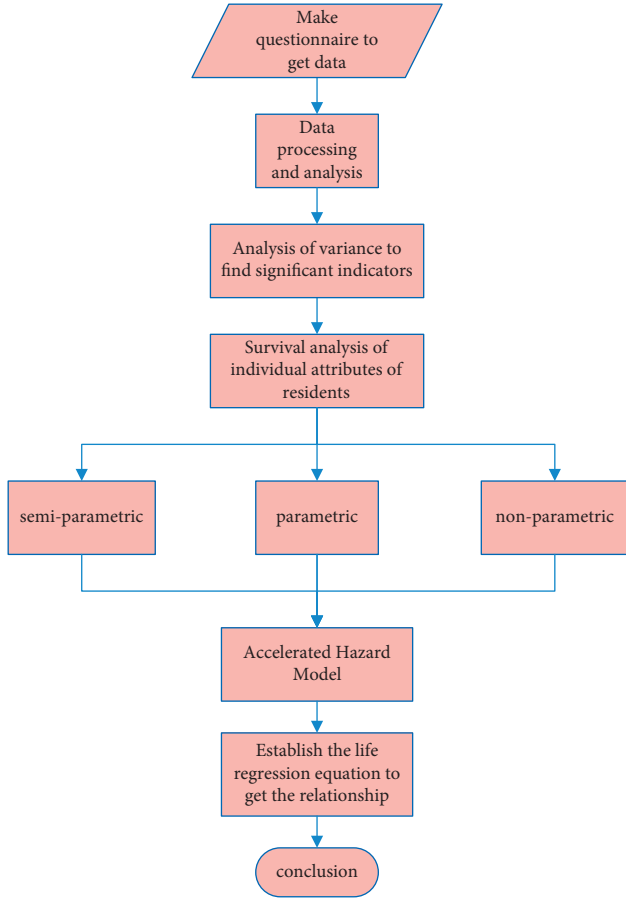 Make
questionnaire to
get data
Data
processing
and analysis
Analysis of variance to
find significant indicators
Survival analysis of
individual attributes of
residents
semi-parametric
parametric
non-parametric
Accelerated Hazard
Model
Establish the life
regression equation to
get the relationship
conclusion